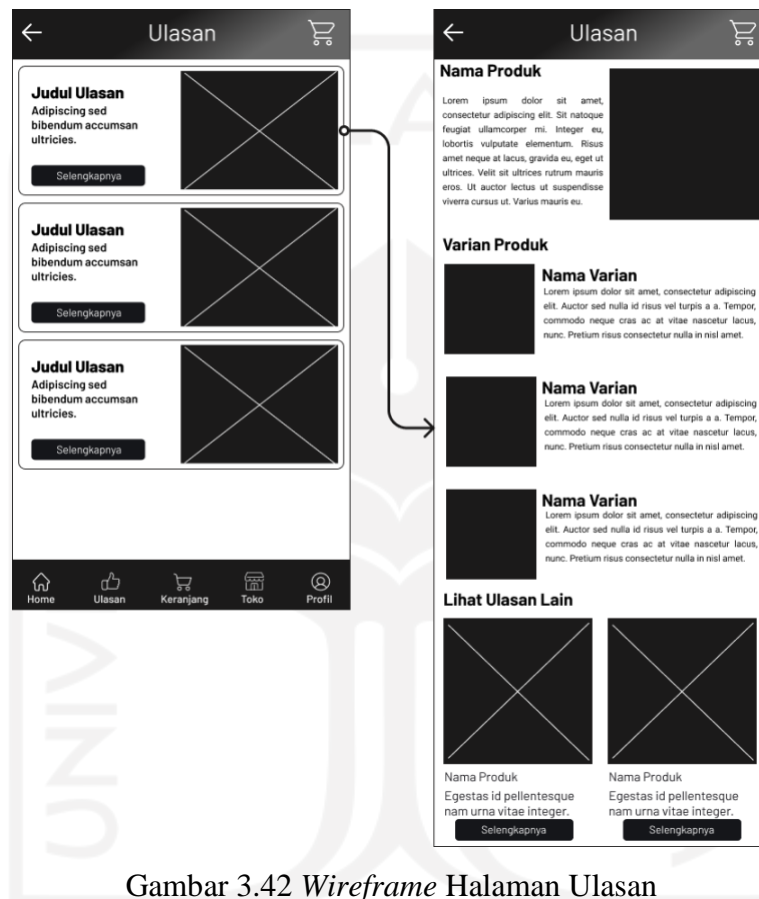 Ulasan
Judul Ulasan
Adipiscing sed
bibendum accumsan
ultricies.
Selengkapnya
Judul Ulasan
Adipiscing sed
bibendum accumsan
ultricies.
Selengkapnya
Judul Ulasan
Adipiscing sed
bibendum accumsan
ultricies.
Selengkapnya
Home Ulasan Keranjang Toko Profil
Ulasan
Nama Produk
Lorem ipsum dolor sit amet,
consectetur adipiscing elit. Sit natoque
feugiat ullamcorper mi. Integer eu,
lobortis vulputate elementum. Risus
amet neque at lacus, gravida eu, eget ut
ultrices. Velit sit ultrices rutrum mauris
eros. Ut auctor lectus ut suspendisse
viverra cursus ut. Varius mauris eu.
Varian Produk
Nama Varian
Lorem ipsum dolor sit amet, consectetur adipiscing
elit. Auctor sed nulla id risus vel turpis a a. Tempor,
commodo neque cras ac at vitae nascetur lacus,
nunc. Pretium risus consectetur nulla in nisl amet.
Nama Varian
Lorem ipsum dolor sit amet, consectetur adipiscing
elit. Auctor sed nulla id risus vel turpis a a. Tempor,
commodo neque cras ac at vitae nascetur lacus,
nunc. Pretium risus consectetur nulla in nisl amet.
Nama Varian
Lorem ipsum dolor sit amet, consectetur adipiscing
elit. Auctor sed nulla id risus vel turpis a a. Tempor,
commodo neque cras ac at vitae nascetur lacus,
nunc. Pretium risus consectetur nulla in nisl amet.
Lihat Ulasan Lain
Nama Produk
Egestas id pellentesque
nam urna vitae integer.
Selengkapnya
Nama Produk
Egestas id pellentesque
nam urna vitae integer.
Selengkapnya
UNIV
Gambar 3.42 Wireframe Halaman Ulasan